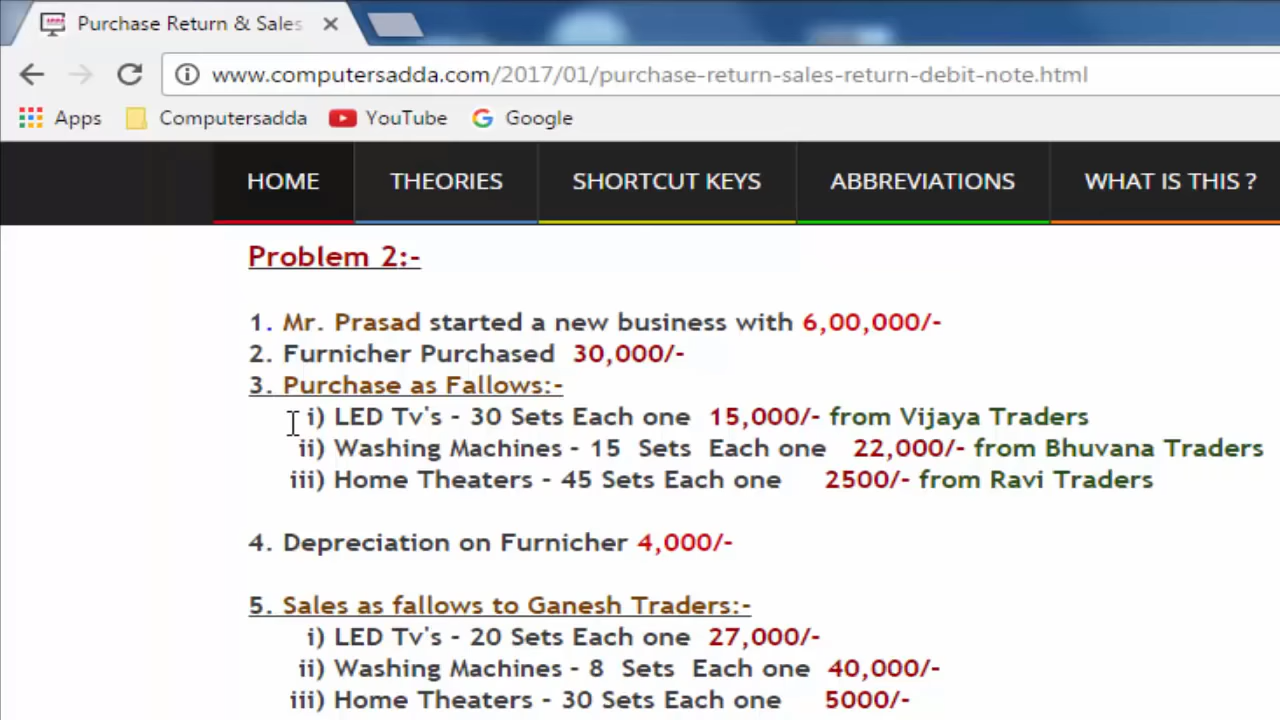 Purchase Return & Sales
www.computersadda.com/2017/01/purchase-return-sales-return-debit-note.html
Apps Computersadda YouTube Google
HOME THEORIES SHORTCUT KEYS ABBREVIATIONS WHAT IS THIS ?
Problem 2:-
1. Mr. Prasad started a new business with 6,00,000/-
2. Furnicher Purchased 30,000/-
3. Purchase as Fallows:-
i) LED Tv's - 30 Sets Each one 15,000/- from Vijaya Traders
ii) Washing Machines - 15 Sets Each one 22,000/- from Bhuvana Traders
iii) Home Theaters - 45 Sets Each one 2500/- from Ravi Traders
4. Depreciation on Furnicher 4,000/-
5. Sales as fallows to Ganesh Traders:-
i) LED Tv's - 20 Sets Each one 27,000/-
ii) Washing Machines - 8 Sets Each one 40,000/-
iii) Home Theaters - 30 Sets Each one 5000/-